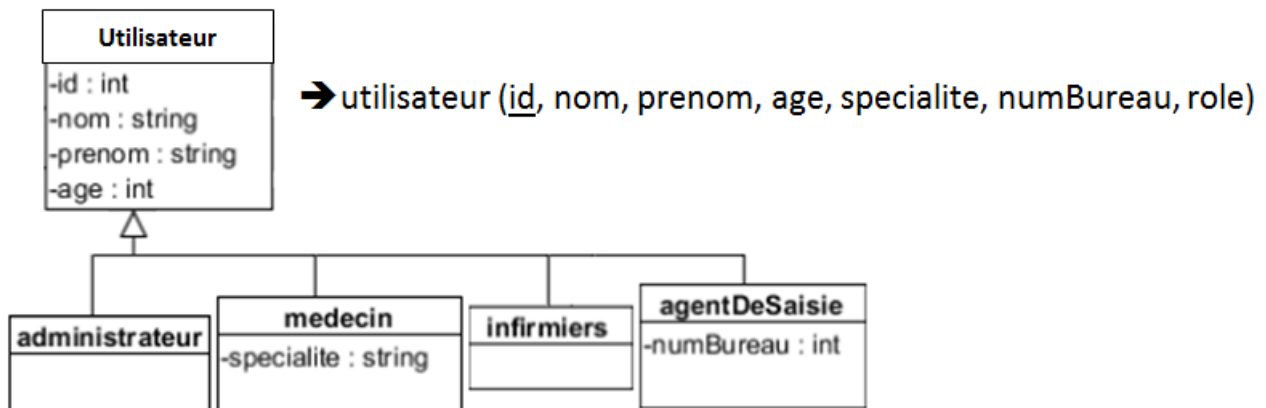 Utilisateur
-id : int
-nom : string
-prenom : string
-age : int
➔ utilisateur (id, nom, prenom, age, specialite, numBureau, role)
administrateur
medecin
-specialite : string
infirmiers
agentDeSaisie
-numBureau : int